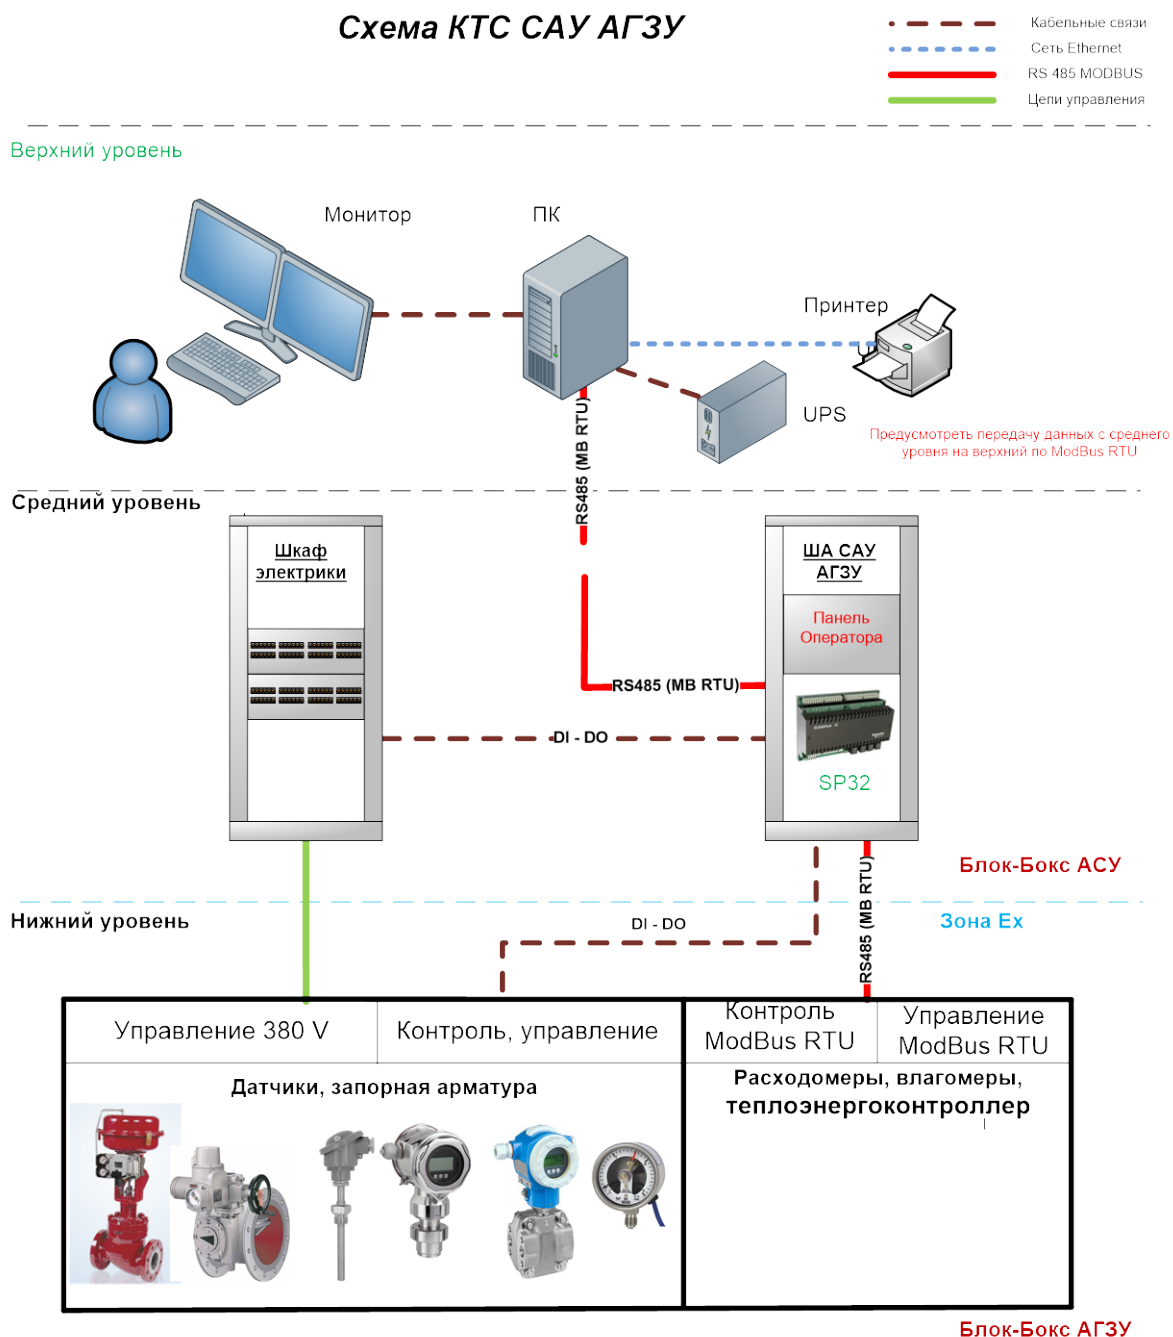 Схема КТС САУ АГЗУ
Кабельные связи
Сеть Ethernet
RS 485 MODBUS
Цепи управления
Верхний уровень
Монитор
ПК
Принтер
UPS
Предусмотреть передачу данных с среднего
уровня на верхний по ModBus RTU
RS485 (MB RTU)
Средний уровень
Шкаф
электрики
ША САУ
АГЗУ
Панель
Оператора
RS485 (MB RTU)
DI - DO
SP32
Блок-Бокс АСУ
RS485 (MB RTU)
Нижний уровень
DI - DO
Зона Ex
Управление 380 V
Контроль, управление
Контроль
ModBus RTU
Управление
ModBus RTU
Датчики, запорная арматура
Расходомеры, влагомеры,
теплоэнергоконтроллер
Блок-Бокс АГЗУ